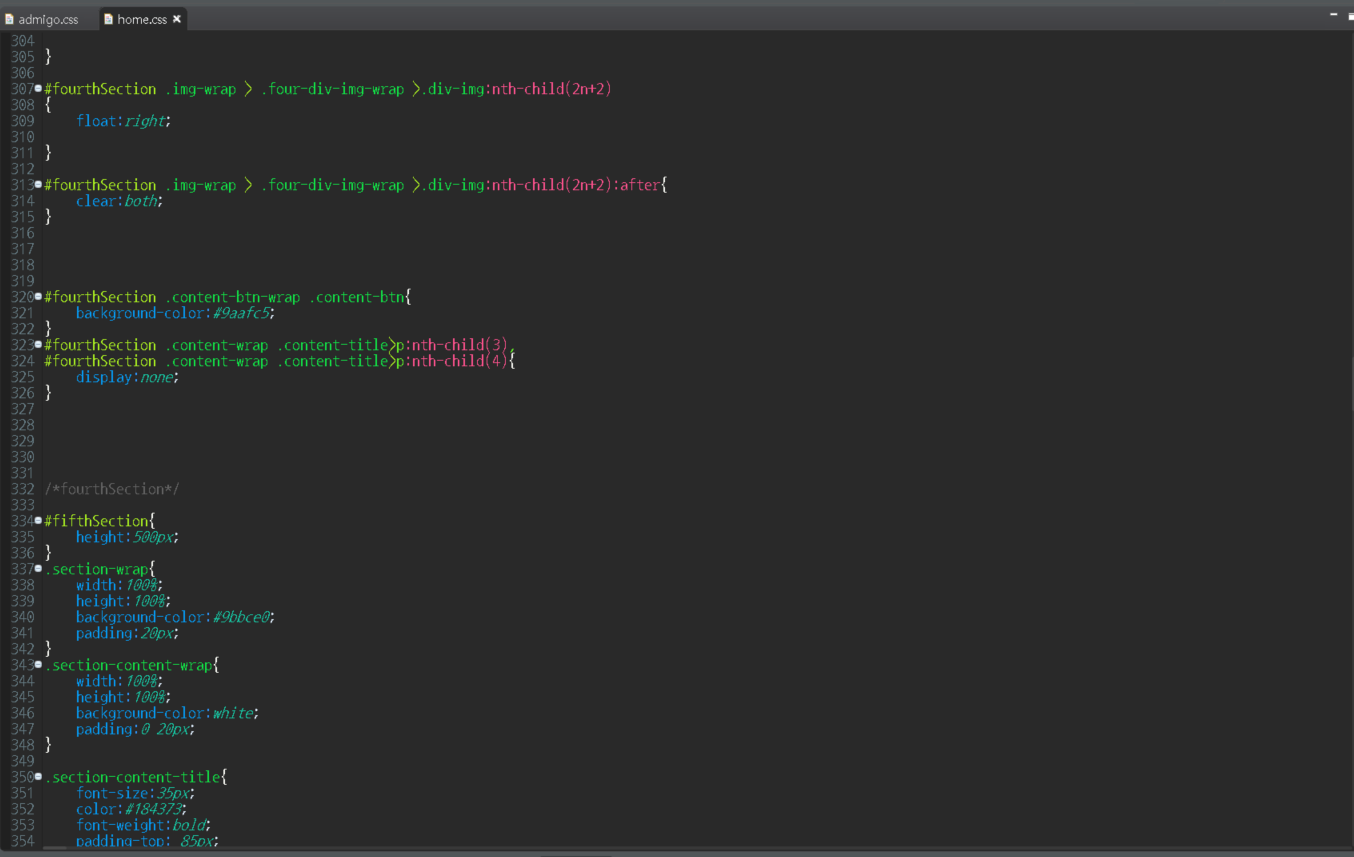 admigo.css
home.css
304
305 }
306
307 #fourthSection .img-wrap > .four-div-img-wrap >.div-img:nth-child(2n+2)
308 {
309 float:right;
310
311 }
312
313 #fourthSection .img-wrap > .four-div-img-wrap >.div-img:nth-child(2n+2):after{
314 clear:both;
315 }
316
317
318
319
320 #fourthSection .content-btn-wrap .content-btn{
321 background-color:#9aafc5;
322 }
323 #fourthSection .content-wrap .content-title>p:nth-child(3),
324 #fourthSection .content-wrap .content-title>p:nth-child(4){
325 display:none;
326 }
327
328
329
330
331
332 /*fourthSection*/
333
334 #fifthSection{
335 height:500px;
336 }
337 .section-wrap{
338 width:100%;
339 height:100%;
340 background-color:#9bbce0;
341 padding:20px;
342 }
343 .section-content-wrap{
344 width:100%;
345 height:100%;
346 background-color:white;
347 padding:0 20px;
348 }
349
350 .section-content-title{
351 font-size:35px;
352 color:#184373;
353 font-weight:bold;
354 padding-top: 85px;